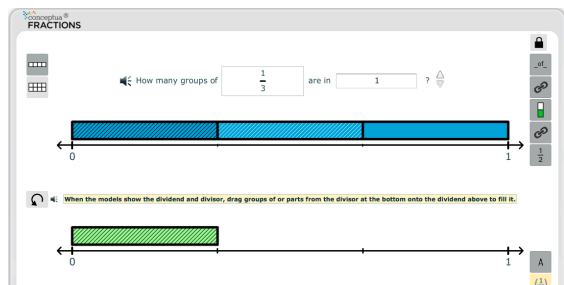 conceptua®
FRACTIONS
_of_
How many groups of 1/3 are in 1 ?
0 1
1/2
When the models show the dividend and divisor, drag groups of or parts from the divisor at the bottom onto the dividend above to fill it.
0 1
A